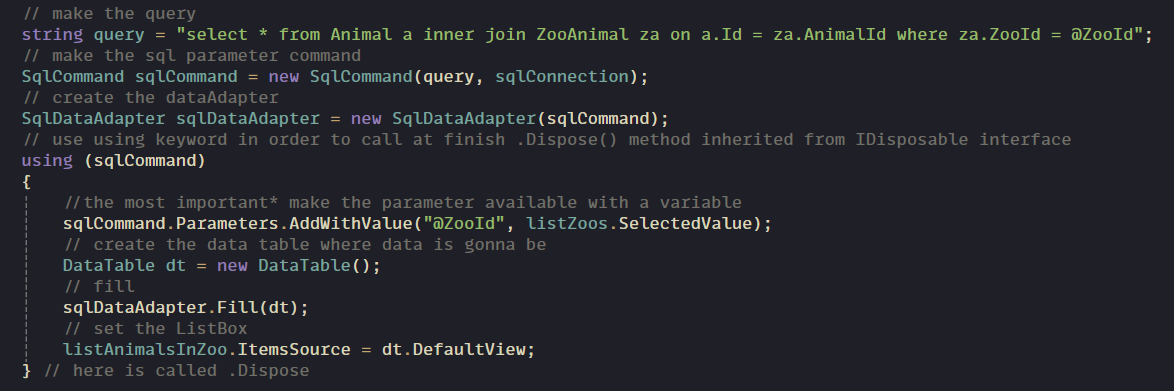 // make the query
string query = "select * from Animal a inner join ZooAnimal za on a.Id = za.AnimalId where za.ZooId = @ZooId";
// make the sql parameter command
SqlCommand sqlCommand = new SqlCommand(query, sqlConnection);
// create the dataAdapter
SqlDataAdapter sqlDataAdapter = new SqlDataAdapter(sqlCommand);
// use using keyword in order to call at finish .Dispose() method inherited from IDisposable interface
using (sqlCommand)
{
    //the most important* make the parameter available with a variable
    sqlCommand.Parameters.AddWithValue("@ZooId", listZoos.SelectedValue);
    // create the data table where data is gonna be
    DataTable dt = new DataTable();
    // fill
    sqlDataAdapter.Fill(dt);
    // set the ListBox
    listAnimalsInZoo.ItemsSource = dt.DefaultView;
} // here is called .Dispose